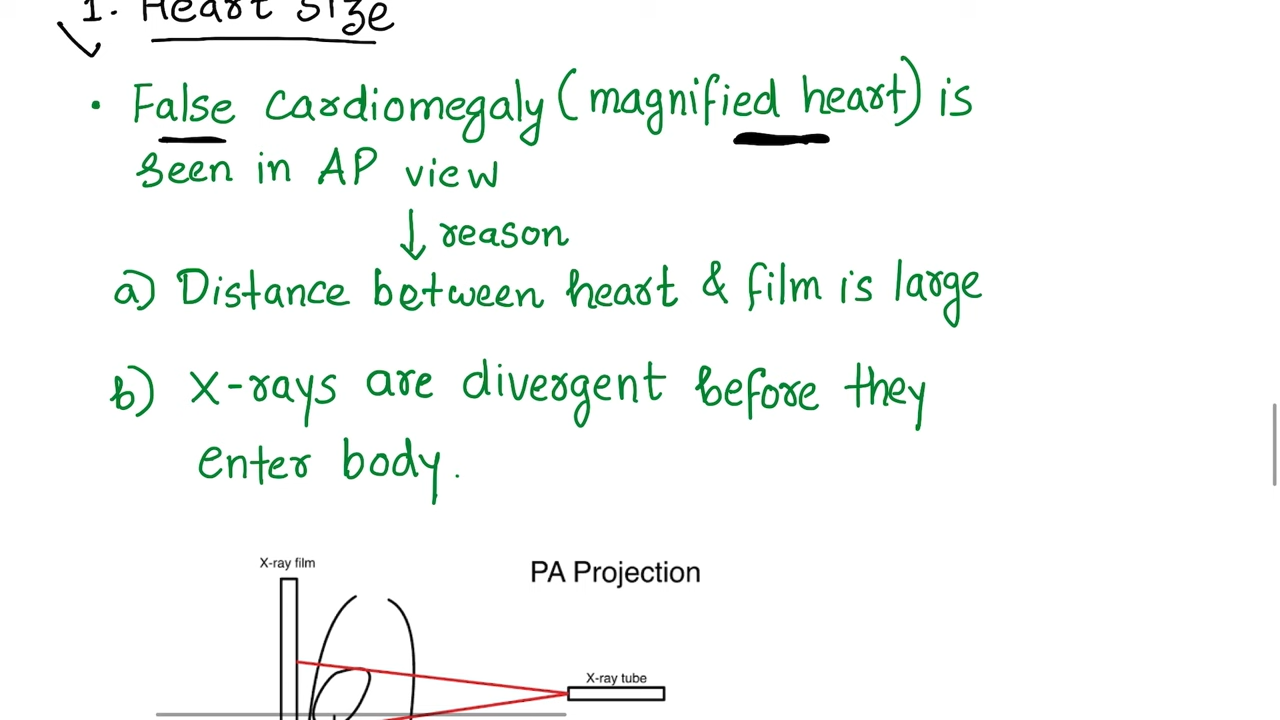 1. Heart Size
• False cardiomegaly (magnified heart) is
seen in AP view
↓ reason
a) Distance between heart & film is large
b) X-rays are divergent before they
enter body.
X-ray film
PA Projection
X-ray tube